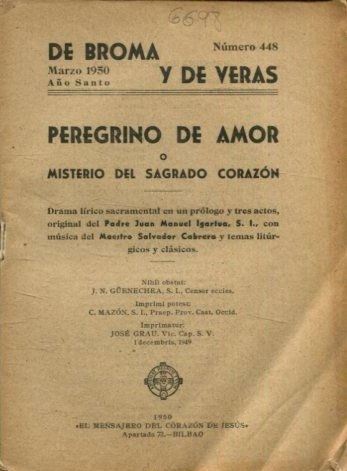 6693
DE BROMA
Número 448
Marzo 1950
Y DE VERAS
Año Santo
PEREGRINO DE AMOR
O
MISTERIO DEL SAGRADO CORAZÓN
Drama lírico sacramental en un prólogo y tres actos,
original del Padre Juan Manuel Igartua, S. I., con
música del Maestro Salvador Cabrera y temas litúr-
gicos y clásicos.
Nihil obstat:
J. N. GÜENECHEA, S. I., Censor eccles.
Imprimi potest:
C. MAZÓN, S. I., Praep. Prov. Cast. Occid.
Imprimatur:
JOSÉ GRAU. Vic. Cap. S. V.
1 decembris, 1949
1950
«EL MENSAJERO DEL CORAZÓN DE JESÚS»
Apartado 73.—BILBAO